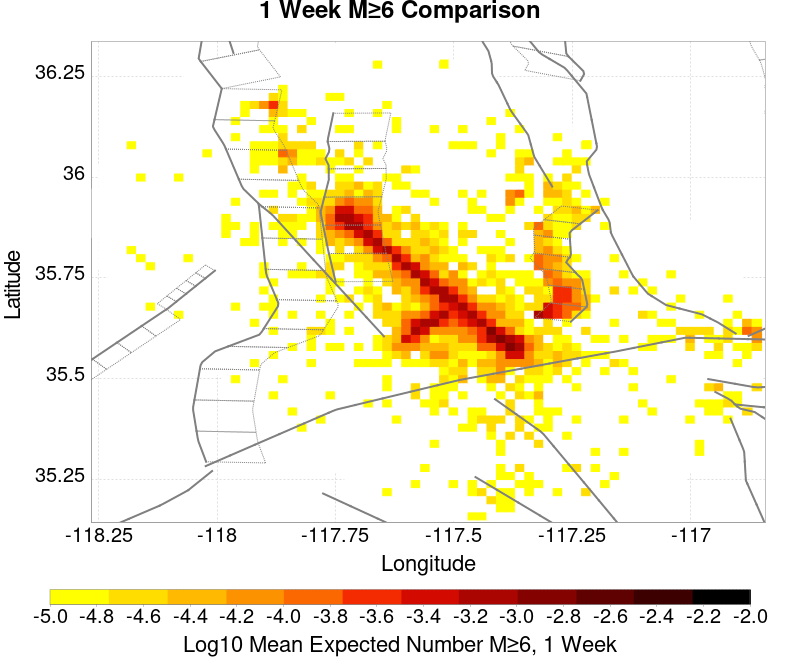 1 Week M≥6 Comparison
36.25
36
35.75
35.5
35.25
Latitude
-118.25 -118 -117.75 -117.5 -117.25 -117
Longitude
-5.0 -4.8 -4.6 -4.4 -4.2 -4.0 -3.8 -3.6 -3.4 -3.2 -3.0 -2.8 -2.6 -2.4 -2.2 -2.0
Log10 Mean Expected Number M≥6, 1 Week